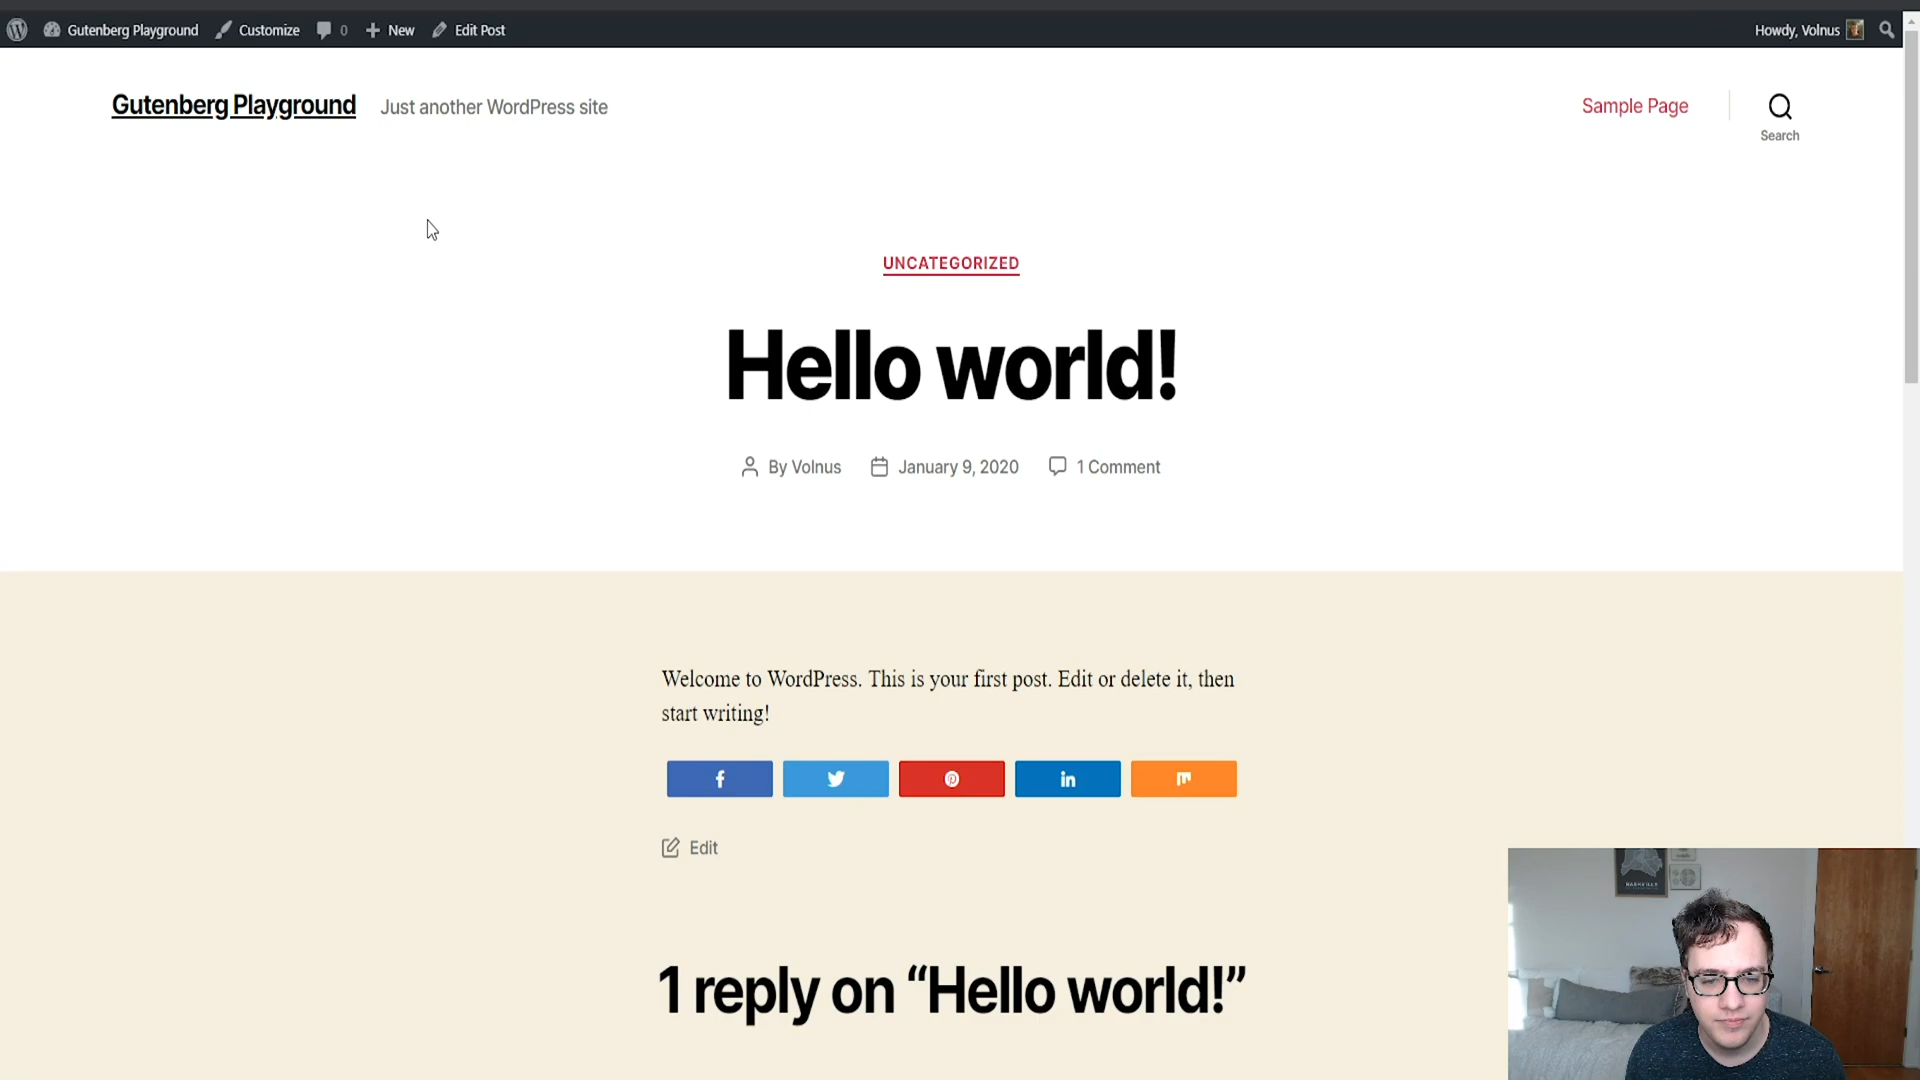 Gutenberg Playground Customize 0 New Edit Post Howdy, Volnus
Gutenberg Playground Just another WordPress site Sample Page
Search
UNCATEGORIZED
Hello world!
By Volnus January 9, 2020 1 Comment
Welcome to WordPress. This is your first post. Edit or delete it, then
start writing!
Edit
1 reply on “Hello world!”
NASHVILLE